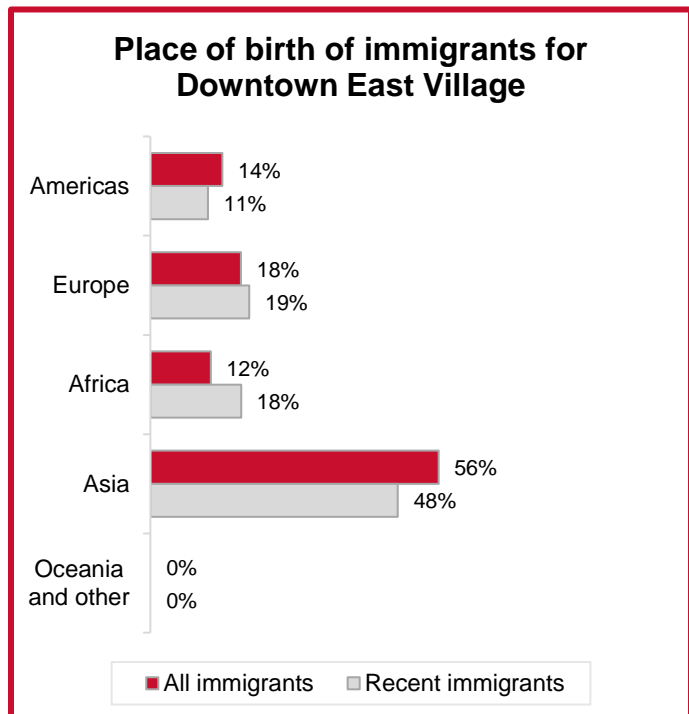 Place of birth of immigrants for
Downtown East Village
Americas
14%
11%
Europe
18%
19%
Africa
12%
18%
Asia
56%
48%
Oceania
and other
0%
0%
All immigrants
Recent immigrants